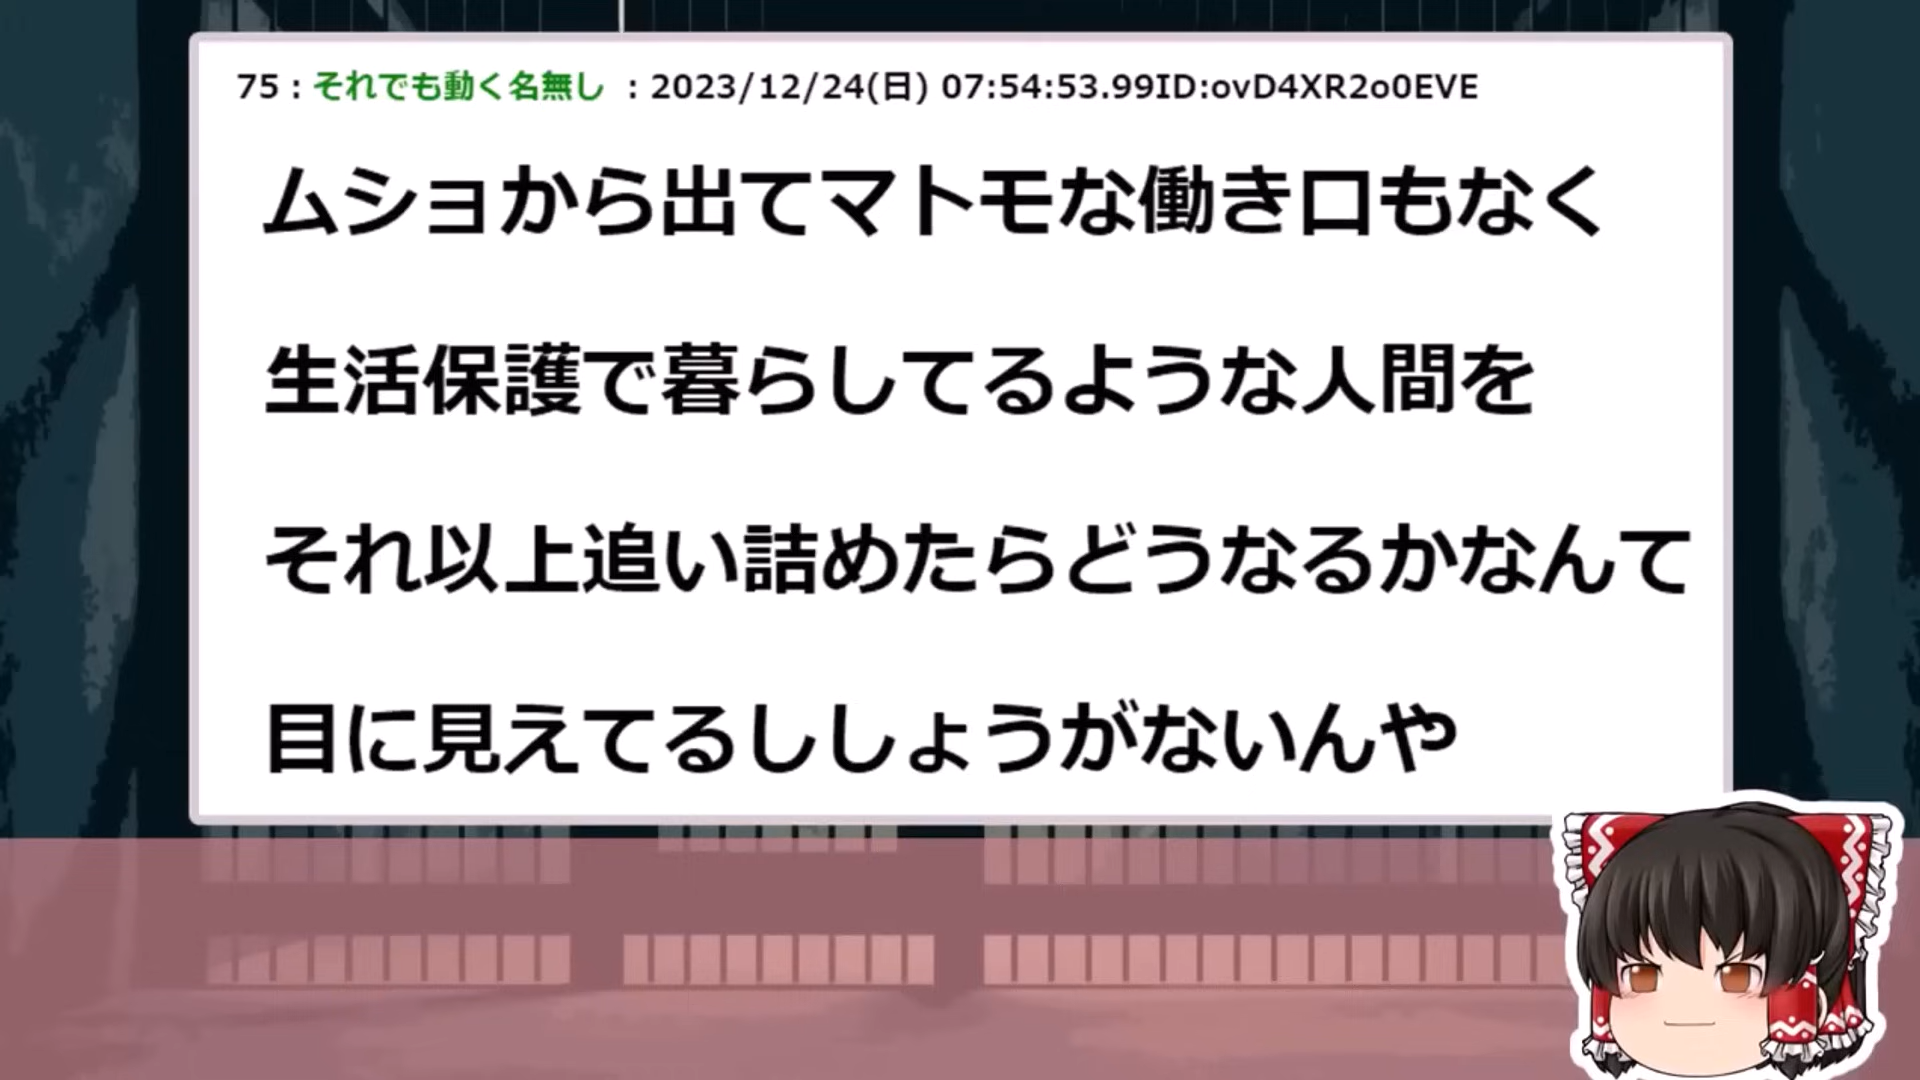 75：それでも動く名無し ：2023/12/24(日) 07:54:53.99ID:ovD4XR2o0EVE
ムショから出てマトモな働き口もなく
生活保護で暮らしてるような人間を
それ以上追い詰めたらどうなるかなんて
目に見えてるししょうがないんや